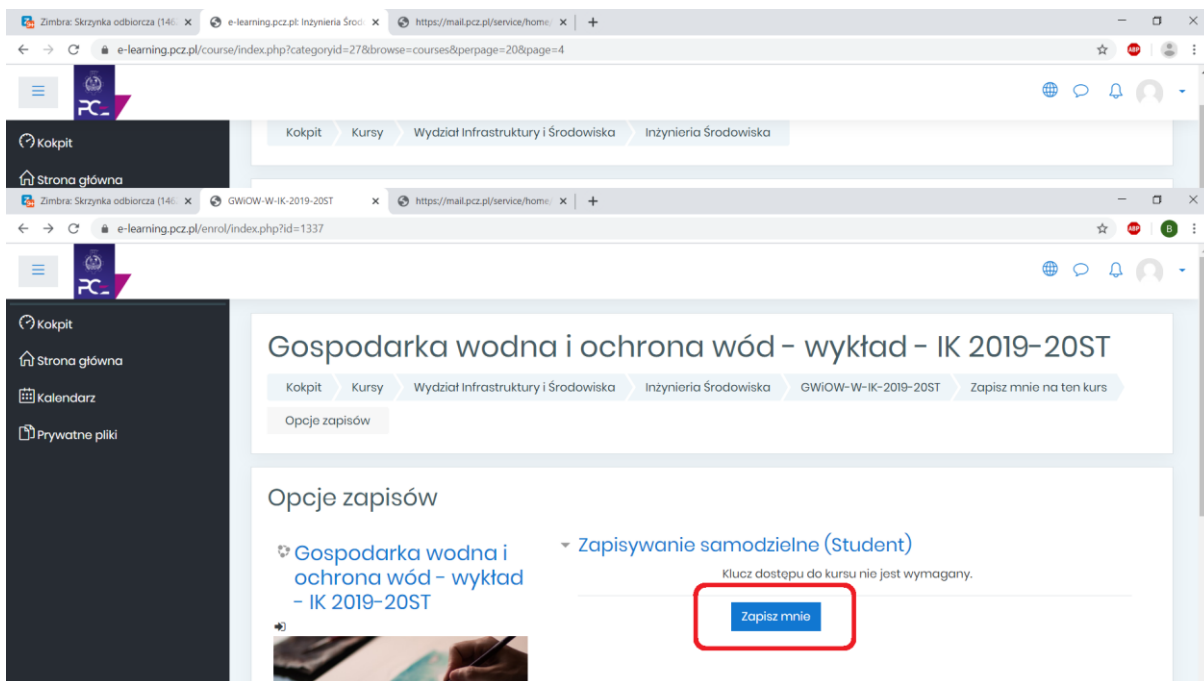 Zimbra: Skrzynka odbiorcza (146. e-learning.pcz.pl: Inżynieria Środ https://mail.pcz.pl/service/home/
e-learning.pcz.pl/course/index.php?categoryid=27&browse=courses&perpage=20&page=4
ABP
PCz
Kokpit Kursy Wydział Infrastruktury i Środowiska Inżynieria Środowiska
Kokpit
Strona główna
Zimbra: Skrzynka odbiorcza (146. GWiOW-W-IK-2019-20ST https://mail.pcz.pl/service/home/
e-learning.pcz.pl/enrol/index.php?id=1337
ABP B
PCz
Kokpit
Strona główna
Kalendarz
Prywatne pliki
Gospodarka wodna i ochrona wód - wykład - IK 2019-20ST
Kokpit Kursy Wydział Infrastruktury i Środowiska Inżynieria Środowiska GWiOW-W-IK-2019-20ST Zapisz mnie na ten kurs
Opcje zapisów
Opcje zapisów
Gospodarka wodna i
ochrona wód - wykład
- IK 2019-20ST
Zapisywanie samodzielne (Student)
Klucz dostępu do kursu nie jest wymagany.
Zapisz mnie